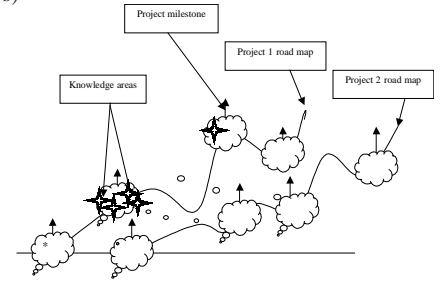 Project milestone
Project 1 road map
Project 2 road map
Knowledge areas
*